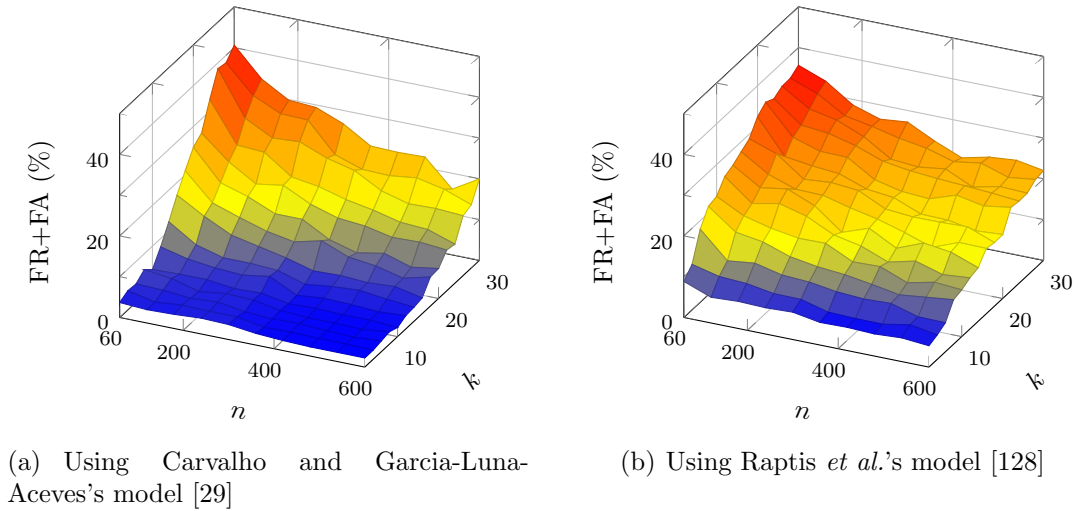 40
20
0
FR+FA (%)
60
200
400
600
n
10
20
30
k
40
20
0
FR+FA (%)
60
200
400
600
n
10
20
30
k
(a) Using Carvalho and Garcia-Luna-
Aceves's model [29]
(b) Using Raptis et al.'s model [128]